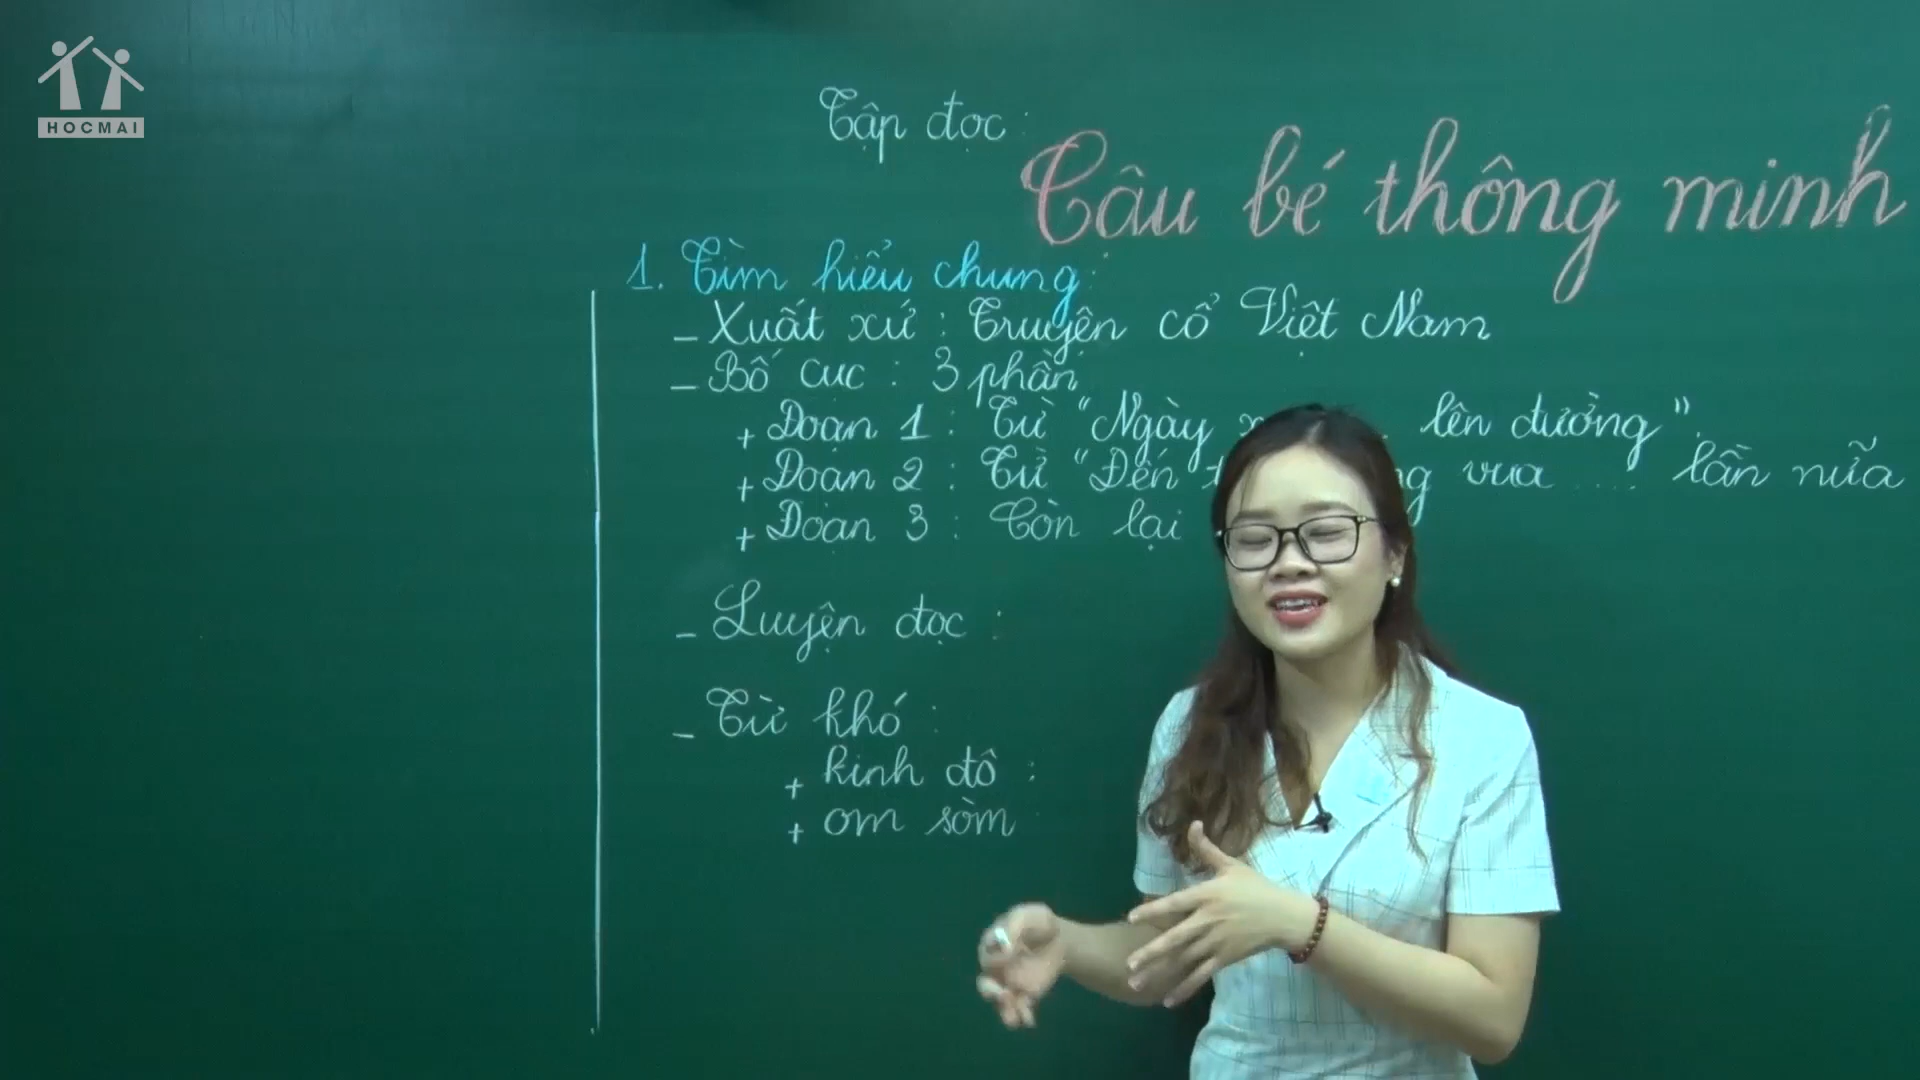 HOCMAI
Tập đọc:
Cậu bé thông minh
1. Tìm hiểu chung:
- Xuất xứ: Truyện cổ Việt Nam
- Bố cục: 3 phần
+ Đoạn 1: Từ "Ngày lên đường".
+ Đoạn 2: Từ "Đến vua .... lần nữa
+ Đoạn 3: Còn lại
- Luyện đọc:
- Từ khó:
+ kinh đô:
+ om sòm